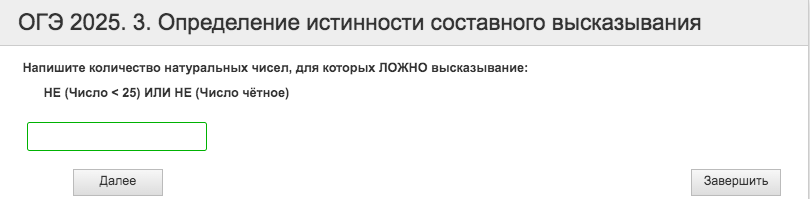 ОГЭ 2025. 3. Определение истинности составного высказывания
Напишите количество натуральных чисел, для которых ЛОЖНО высказывание:
НЕ (Число < 25) ИЛИ НЕ (Число чётное)
Далее
Завершить